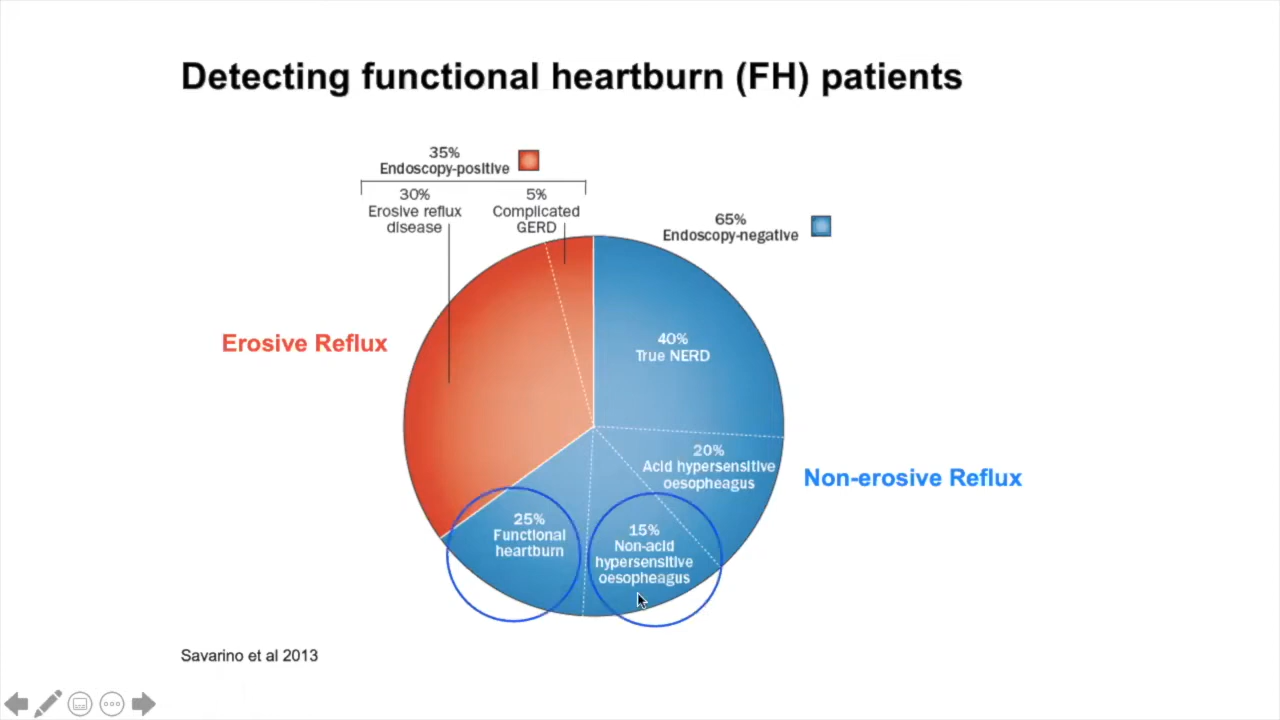 Detecting functional heartburn (FH) patients
35%
Endoscopy-positive
30%
Erosive reflux
disease
5%
Complicated
GERD
65%
Endoscopy-negative
Erosive Reflux
40%
True NERD
20%
Acid hypersensitive
oesopheagus
Non-erosive Reflux
25%
Functional
heartburn
15%
Non-acid
hypersensitive
oesopheagus
Savarino et al 2013